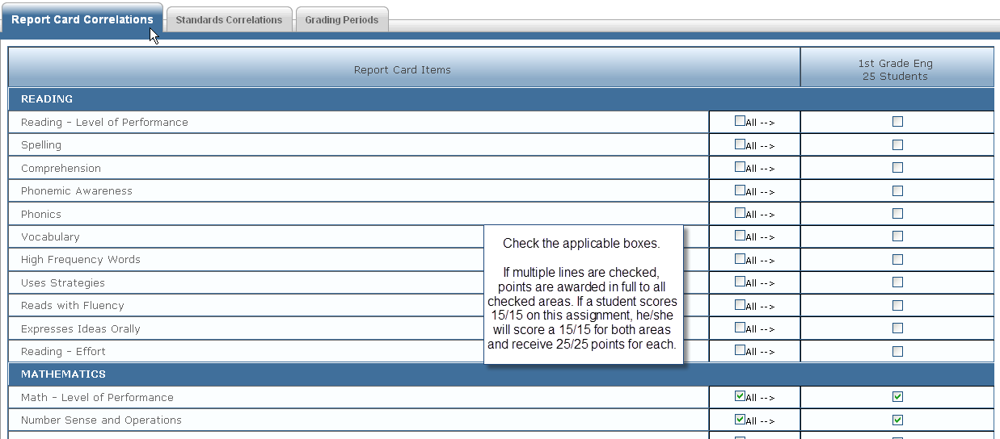 Report Card Correlations Standards Correlations Grading Periods
Report Card Items 1st Grade Eng
25 Students
READING
Reading - Level of Performance All -->
Spelling All -->
Comprehension All -->
Phonemic Awareness All -->
Phonics All -->
Vocabulary All -->
High Frequency Words All -->
Uses Strategies All -->
Reads with Fluency All -->
Expresses Ideas Orally All -->
Reading - Effort All -->
Check the applicable boxes.
If multiple lines are checked,
points are awarded in full to all
checked areas. If a student scores
15/15 on this assignment, he/she
will score a 15/15 for both areas
and receive 25/25 points for each.
MATHEMATICS
Math - Level of Performance All -->
Number Sense and Operations All -->